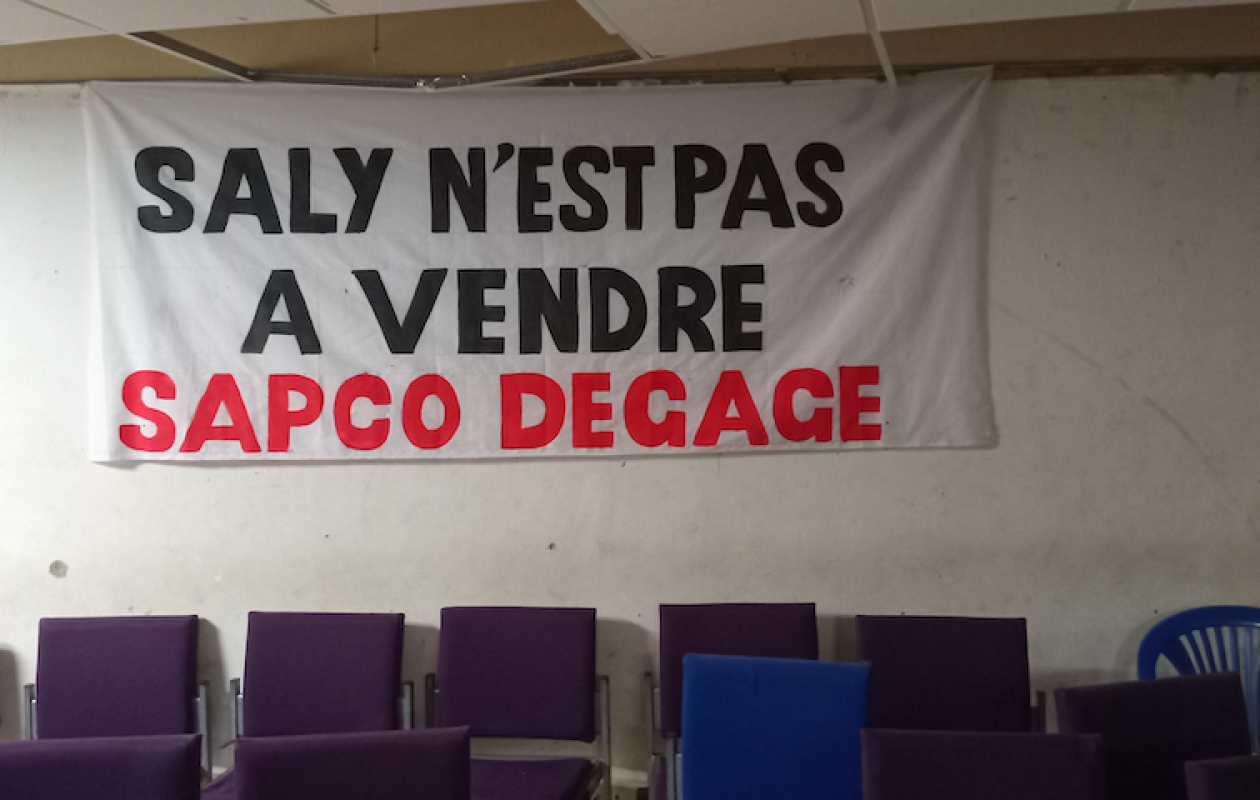 SALY N'EST PAS
A VENDRE
SAPCO DEGAGE